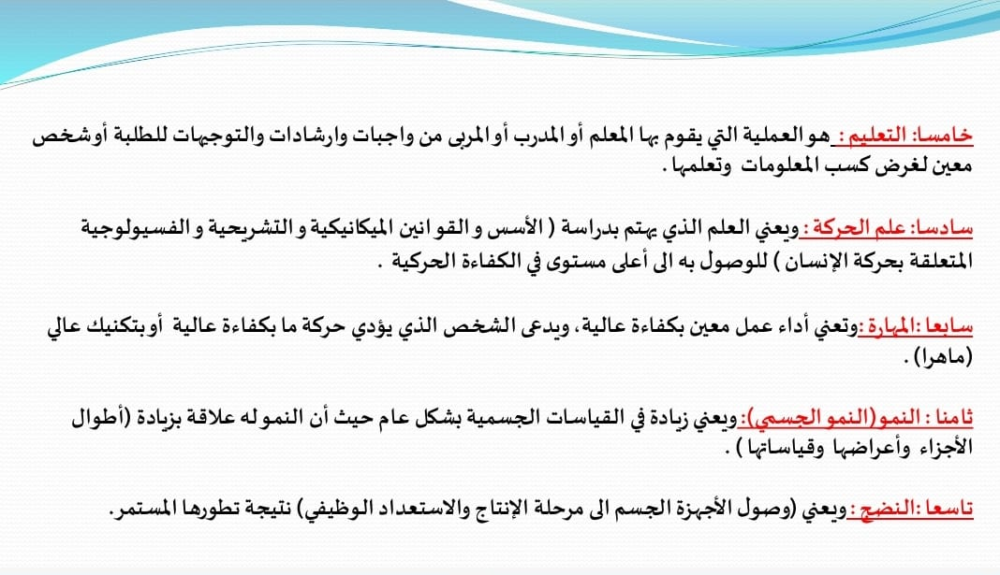 خامسا: التعليم : هو العملية التي يقوم بها المعلم أو المدرب أو المربى من واجبات وارشادات والتوجيهات للطلبة أوشخص
معين لغرض كسب المعلومات وتعلمها .
سادسا: علم الحركة : ويعني العلم الذي يهتم بدراسة ( الأسس و القوانين الميكانيكية و التشريحية و الفسيولوجية
المتعلقة بحركة الإنسان ) للوصول به الى أعلى مستوى في الكفاءة الحركية .
سابعا :المهارة :وتعني أداء عمل معين بكفاءة عالية، ويدعى الشخص الذي يؤدي حركة ما بكفاءة عالية أو بتكنيك عالي
(ماهرا) .
ثامنا : النمو(النمو الجسمي):ويعني زيادة في القياسات الجسمية بشكل عام حيث أن النمو له علاقة بزيادة (أطوال
الأجزاء وأعراضها وقياساتها ) .
تاسعا :النضج : ويعني (وصول الأجهزة الجسم الى مرحلة الإنتاج والاستعداد الوظيفي) نتيجة تطورها المستمر.